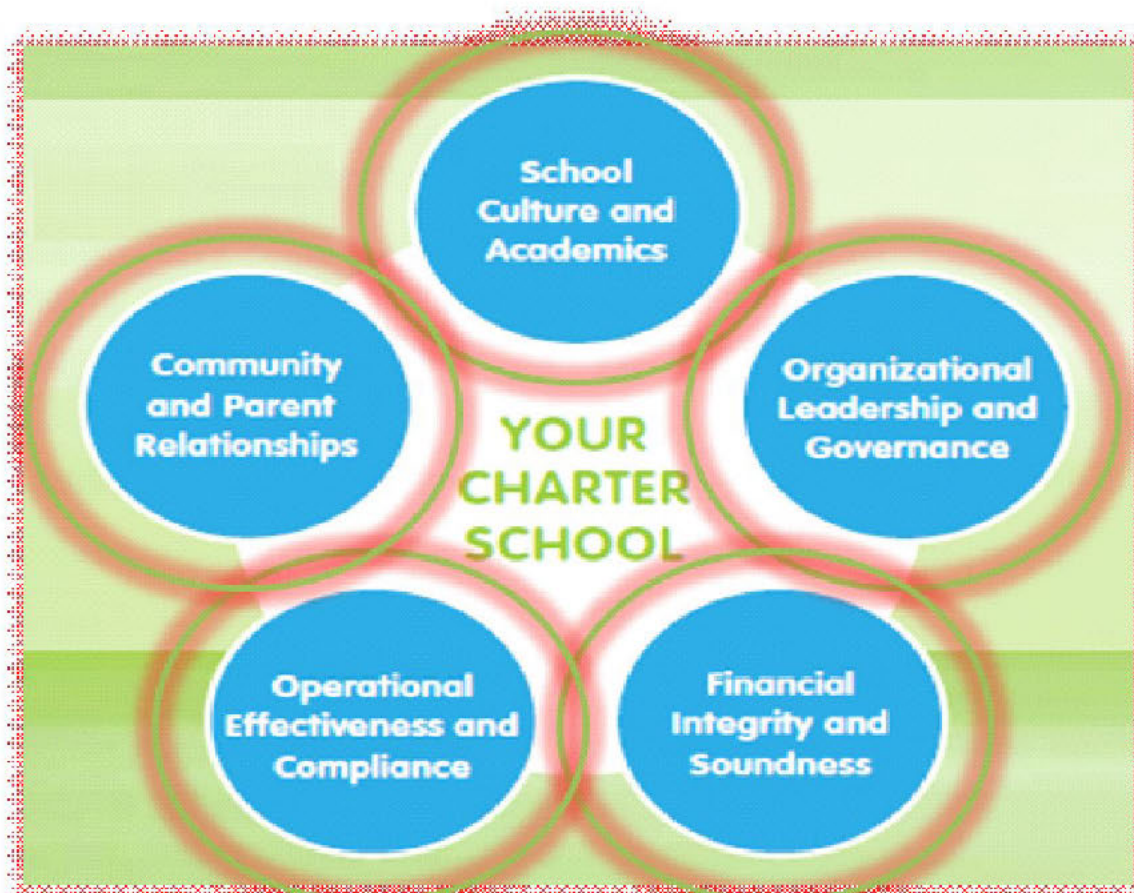 School
Culture and
Academics
Community
and Parent
Relationships
Organizational
Leadership and
Governance
YOUR
CHARTER
SCHOOL
Operational
Effectiveness and
Compliance
Financial
Integrity and
Soundness